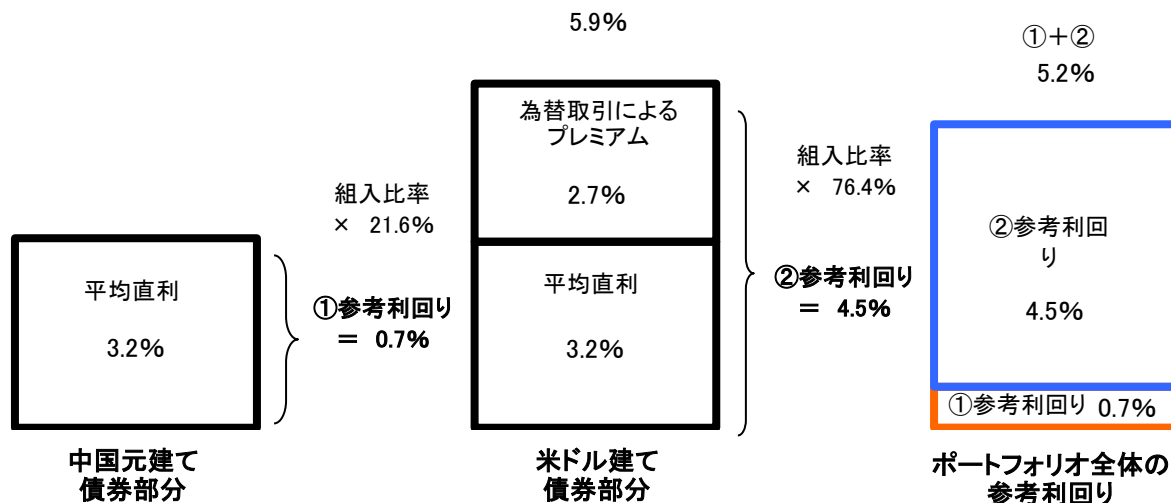 平均直利
3.2%
中国元建て
債券部分
組入比率
× 21.6%
①参考利回り
= 0.7%
5.9%
為替取引による
プレミアム
2.7%
平均直利
3.2%
米ドル建て
債券部分
組入比率
× 76.4%
②参考利回り
= 4.5%
①+②
5.2%
②参考利回
り
4.5%
①参考利回り 0.7%
ポートフォリオ全体の
参考利回り